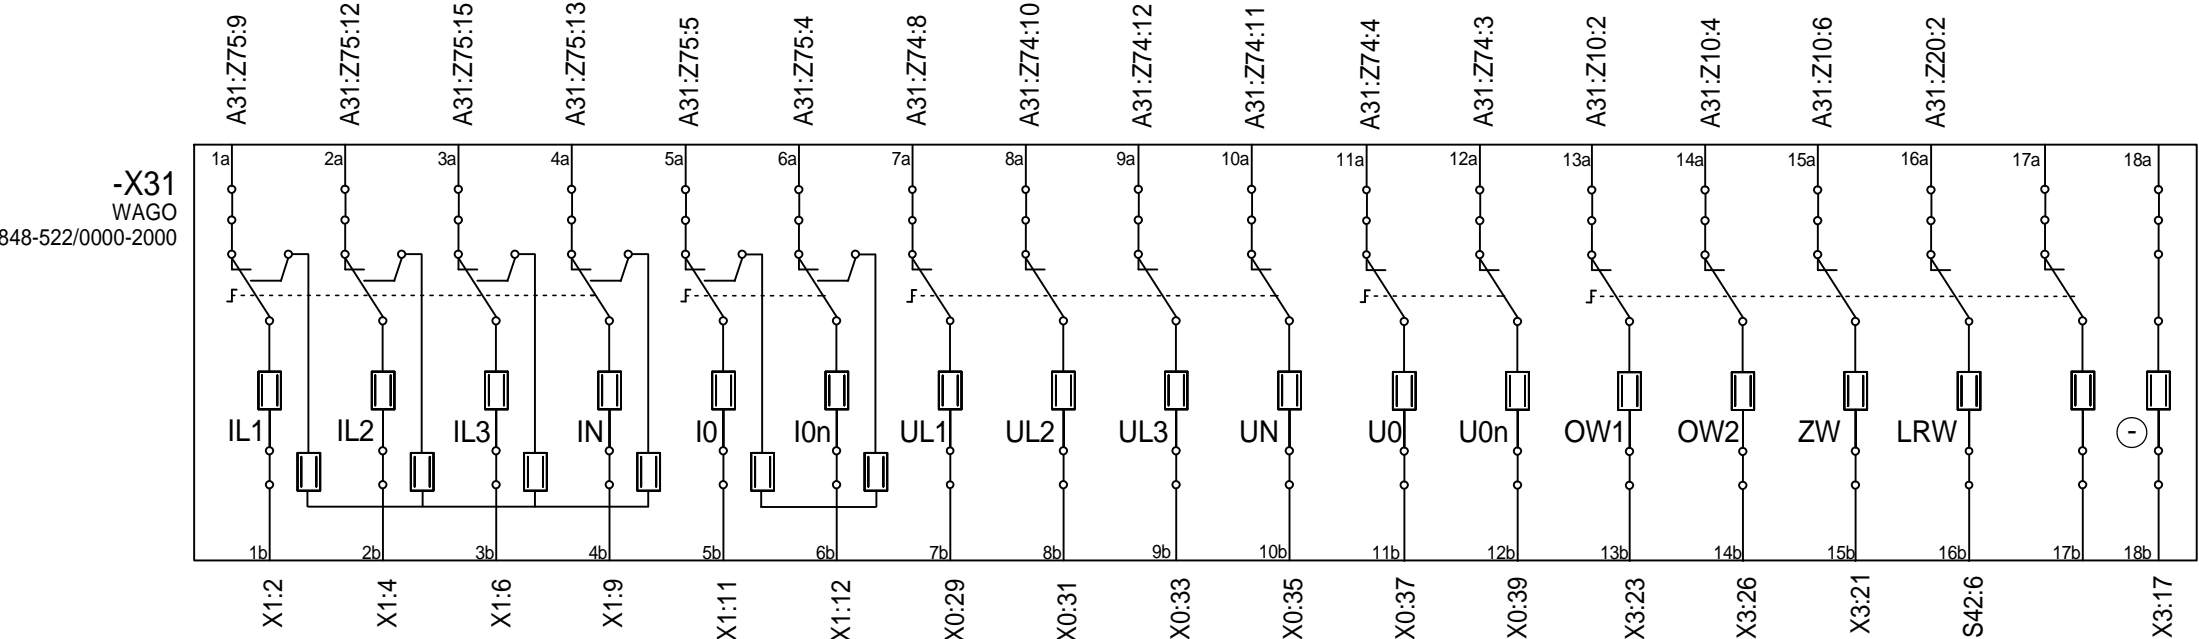 A31:Z75:9
A31:Z75:12
A31:Z75:15
A31:Z75:13
A31:Z75:5
A31:Z75:4
A31:Z74:8
A31:Z74:10
A31:Z74:12
A31:Z74:11
A31:Z74:4
A31:Z74:3
A31:Z10:2
A31:Z10:4
A31:Z10:6
A31:Z20:2
1a 2a 3a 4a 5a 6a 7a 8a 9a 10a 11a 12a 13a 14a 15a 16a 17a 18a
-X31
WAGO
848-522/0000-2000
IL1 IL2 IL3 IN I0 I0n UL1 UL2 UL3 UN U0 U0n OW1 OW2 ZW LRW -
1b 2b 3b 4b 5b 6b 7b 8b 9b 10b 11b 12b 13b 14b 15b 16b 17b 18b
X1:2
X1:4
X1:6
X1:9
X1:11
X1:12
X0:29
X0:31
X0:33
X0:35
X0:37
X0:39
X3:23
X3:26
X3:21
S42:6
X3:17